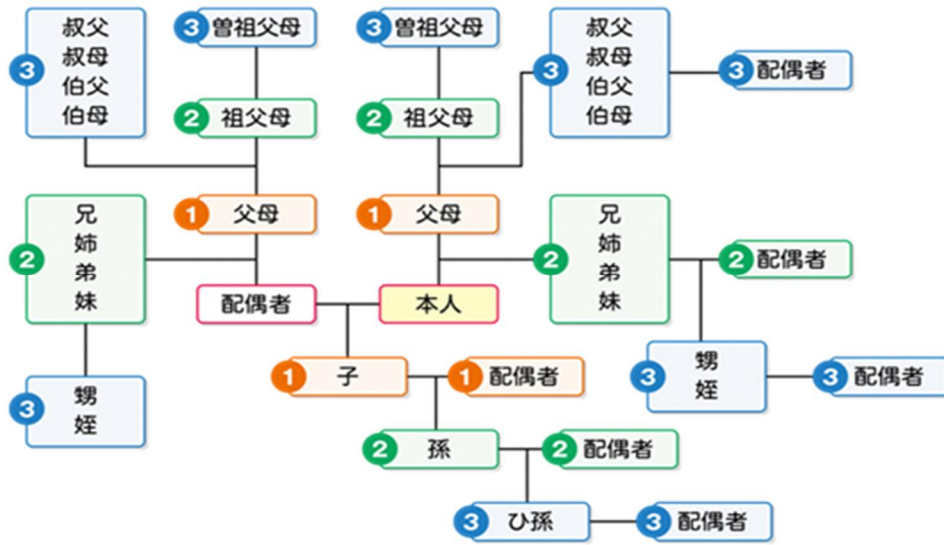 叔父
叔母
伯父
伯母
3
3 曽祖父母
3 曽祖父母
叔父
叔母
伯父
伯母
3
3 配偶者
2 祖父母
2 祖父母
1 父母
1 父母
兄
姉
弟
妹
2
兄
姉
弟
妹
2
2 配偶者
配偶者
本人
1 子
1 配偶者
甥
姪
3
3 配偶者
甥
姪
3
2 孫
2 配偶者
3 ひ孫
3 配偶者